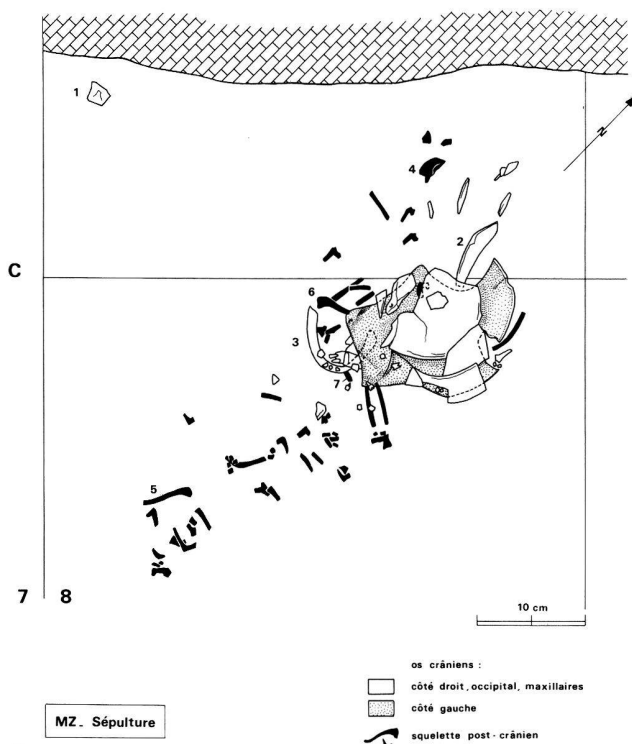 1
N
4
2
C
6
3
7
5
7 8
10 cm
os crâniens :
côté droit, occipital, maxillaires
côté gauche
squelette post-crânien
MZ_ Sépulture